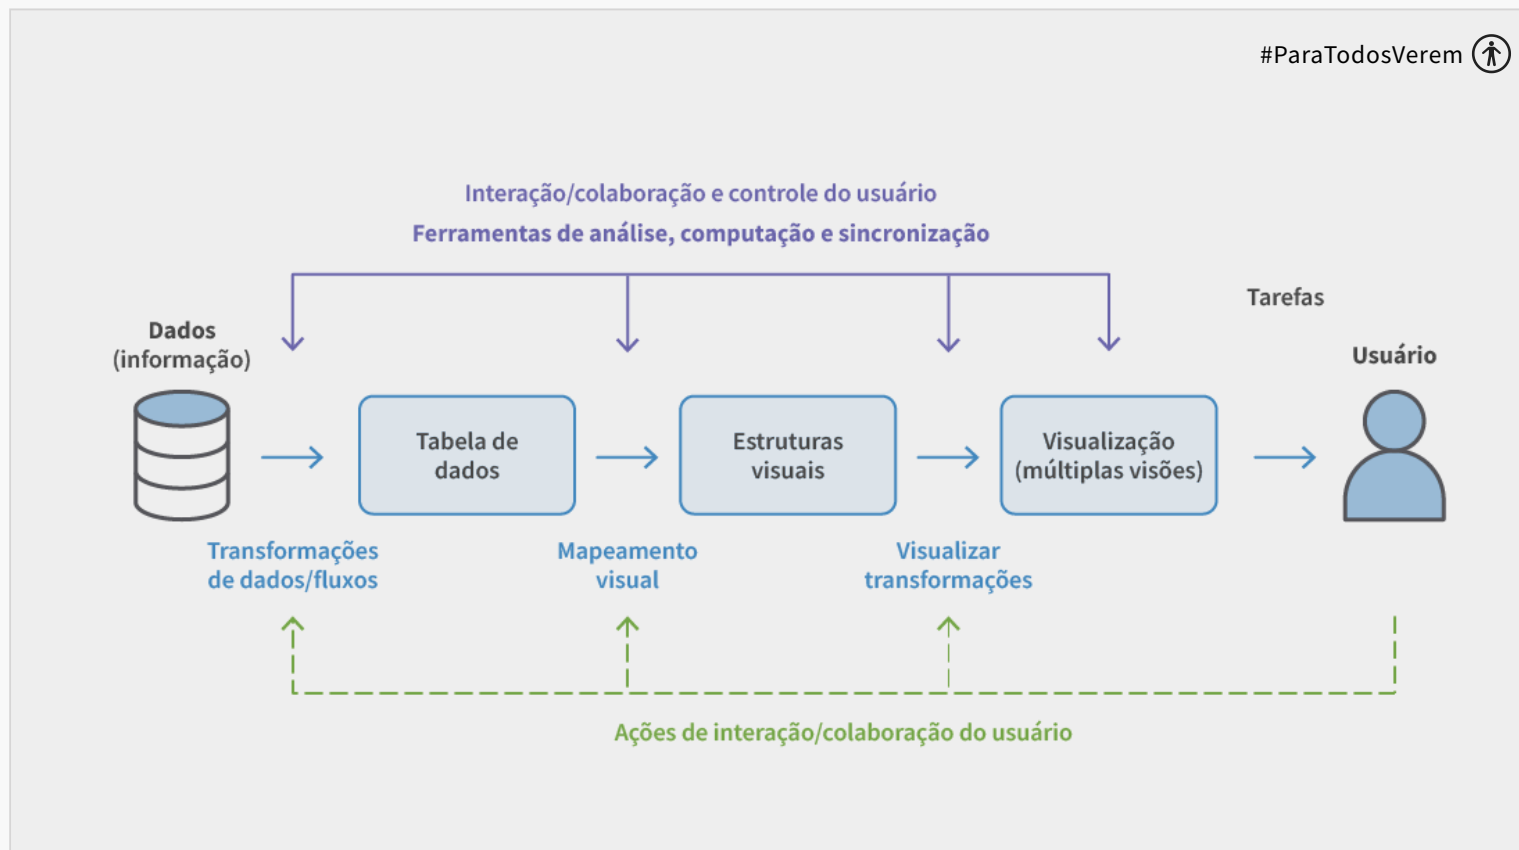 #ParaTodosVerem
Interação/colaboração e controle do usuário
Ferramentas de análise, computação e sincronização
Tarefas
Dados
(informação)
Usuário
Tabela de
dados
Estruturas
visuais
Visualização
(múltiplas visões)
Transformações
de dados/fluxos
Mapeamento
visual
Visualizar
transformações
Ações de interação/colaboração do usuário